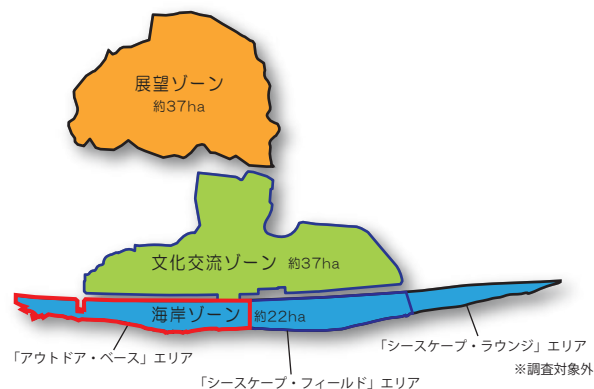 展望ゾーン
約37ha
文化交流ゾーン 約37ha
海岸ゾーン 約22ha
「アウトドア・ベース」エリア
「シースケープ・フィールド」エリア
「シースケープ・ラウンジ」エリア
※調査対象外